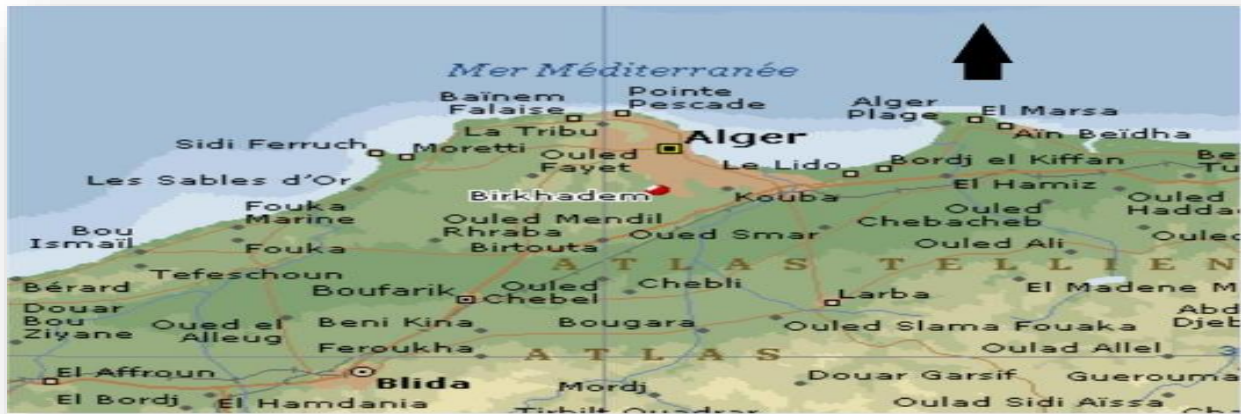 Mer Méditerranée
Baïnem
Falaise
Pointe
Pescade
Alger
Plage
El Marsa
La Tribu
Alger
Aïn Beïdha
Sidi Ferruch
Moretti
Ouled
Fayet
Le Lido
Bordj el Kiffan
Les Sables d'Or
Birkhadem
Kouba
El Hamiz
Fouka
Marine
Ouled Mendil
Rhraba
Ouled
Chebacheb
Ouled
Bou
Ismaïl
Fouka
Birtouta
Oued Smar
Ouled Ali
Tefeschoun
ATLAS TELLIEN
Bérard
Boufarik
Ouled
Chebel
Chebli
Larba
El Madene
Douar
Bou
Ziyane
Oued el
Alleug
Beni Kina
Bougara
Ouled Slama Fouaka
Feroukha
ATLAS
Oulad Allel
El Affroun
Blida
Mordj
Douar Garsif
Guerouma
El Bordj
El Hamdania
Oulad Sidi Aïssa